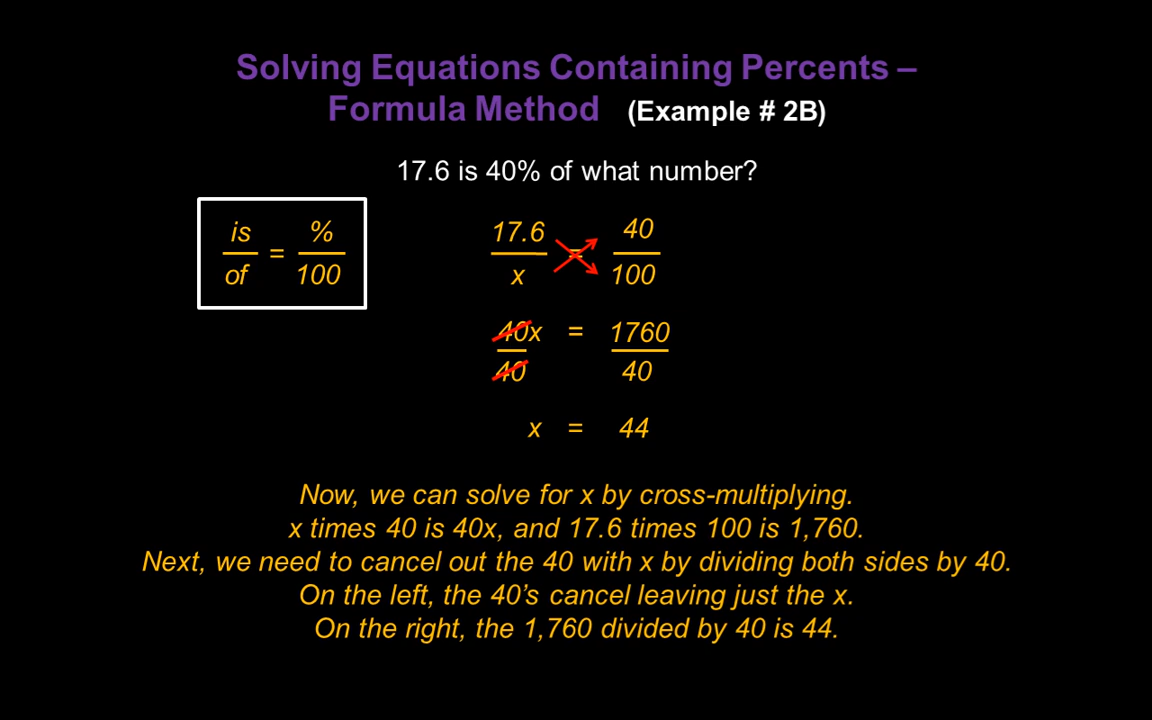 Solving Equations Containing Percents –
Formula Method (Example # 2B)
17.6 is 40% of what number?
is
of
=
%
100
17.6
x
=
40
100
40x = 1760
40 40
x = 44
Now, we can solve for x by cross-multiplying.
x times 40 is 40x, and 17.6 times 100 is 1,760.
Next, we need to cancel out the 40 with x by dividing both sides by 40.
On the left, the 40’s cancel leaving just the x.
On the right, the 1,760 divided by 40 is 44.